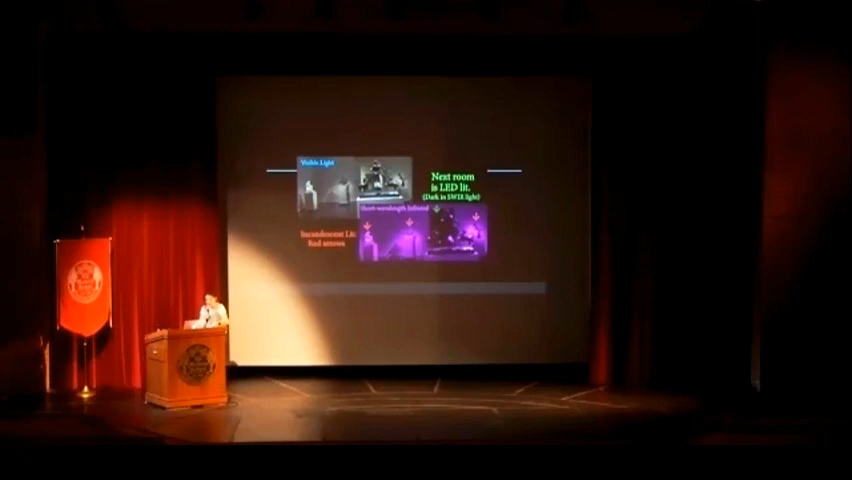 Visible Light
Next room
is LED lit.
(Dark in SWIR light)
Short-wavelength Infrared
Incandescent Lit:
Red arrows